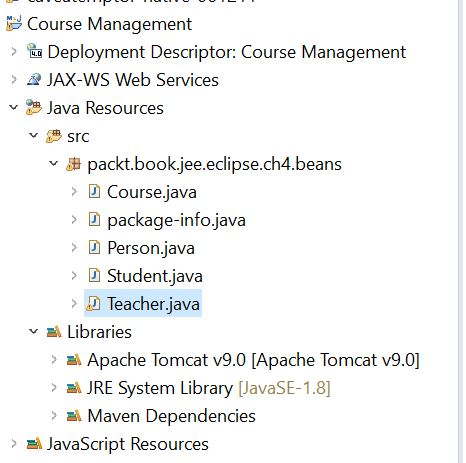 Course Management
Deployment Descriptor: Course Management
JAX-WS Web Services
Java Resources
src
packt.book.jee.eclipse.ch4.beans
Course.java
package-info.java
Person.java
Student.java
Teacher.java
Libraries
Apache Tomcat v9.0 [Apache Tomcat v9.0]
JRE System Library [JavaSE-1.8]
Maven Dependencies
JavaScript Resources